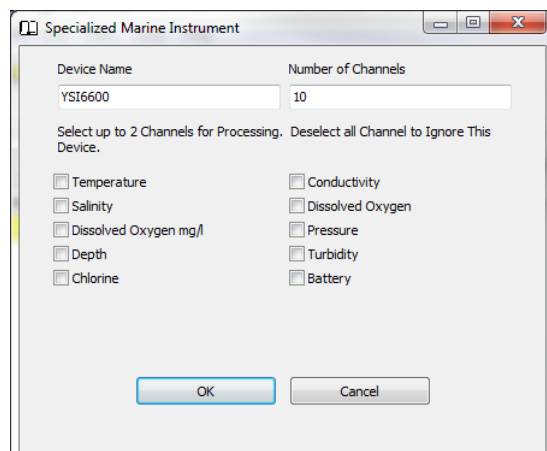 Specialized Marine Instrument
Device Name Number of Channels
YSI6600 10
Select up to 2 Channels for Processing. Deselect all Channel to Ignore This
Device.
Temperature Conductivity
Salinity Dissolved Oxygen
Dissolved Oxygen mg/l Pressure
Depth Turbidity
Chlorine Battery
OK Cancel